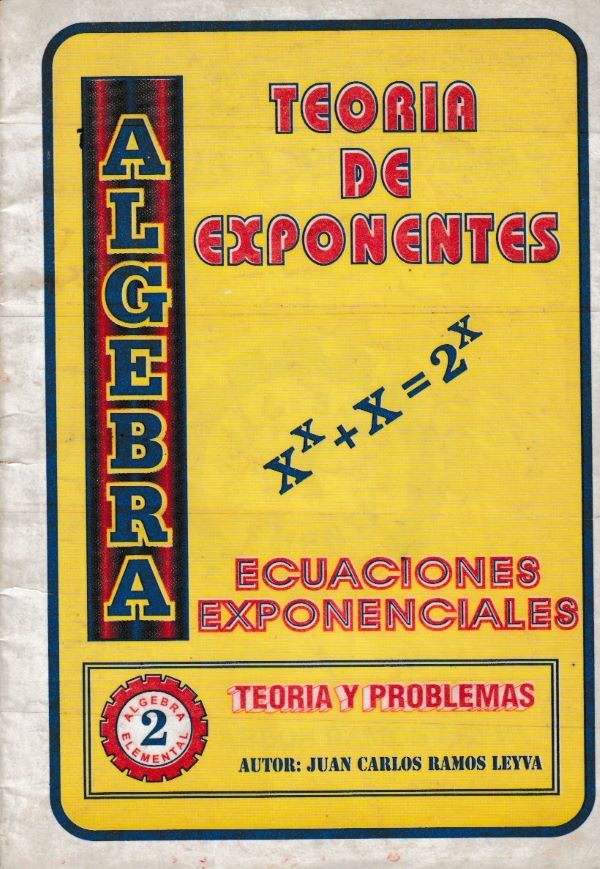 ALGEBRA
TEORIA
DE
EXPONENTES
X^X + X = 2^X
ECUACIONES
EXPONENCIALES
ALGEBRA
2
ELEMENTAL
TEORIA Y PROBLEMAS
AUTOR: JUAN CARLOS RAMOS LEYVA